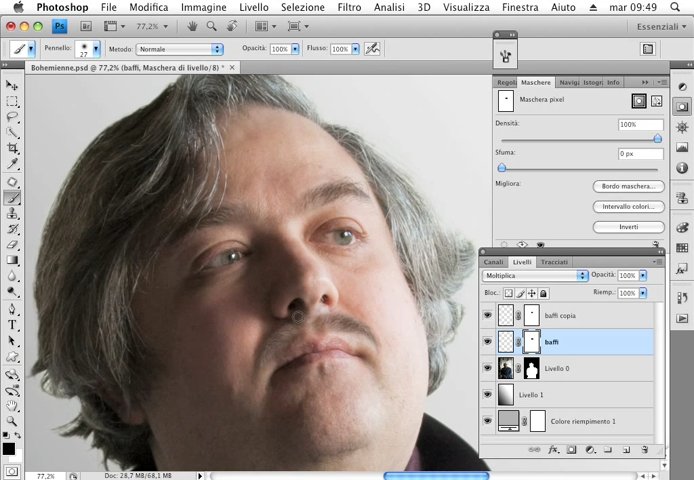 Photoshop File Modifica Immagine Livello Selezione Filtro Analisi 3D Visualizza Finestra Aiuto mar 09:49
Ps 77,2% Essenziali
Pennello: 27 Metodo: Normale Opacità: 100% Flusso: 100%
Bohemienne.psd @ 77,2% (baffi, Maschera di livello/8) *
Regola Maschere Navig Istogr Info
Maschera pixel
Densità: 100%
Sfuma: 0 px
Migliora: Bordo maschera...
Intervallo colori...
Inverti
Canali Livelli Tracciati
Moltiplica Opacità: 100%
Bloc.: Riemp.: 100%
baffi copia
baffi
Livello 0
Livello 1
Colore riempimento 1
fx
77,2% Doc: 28,7 MB/68,1 MB